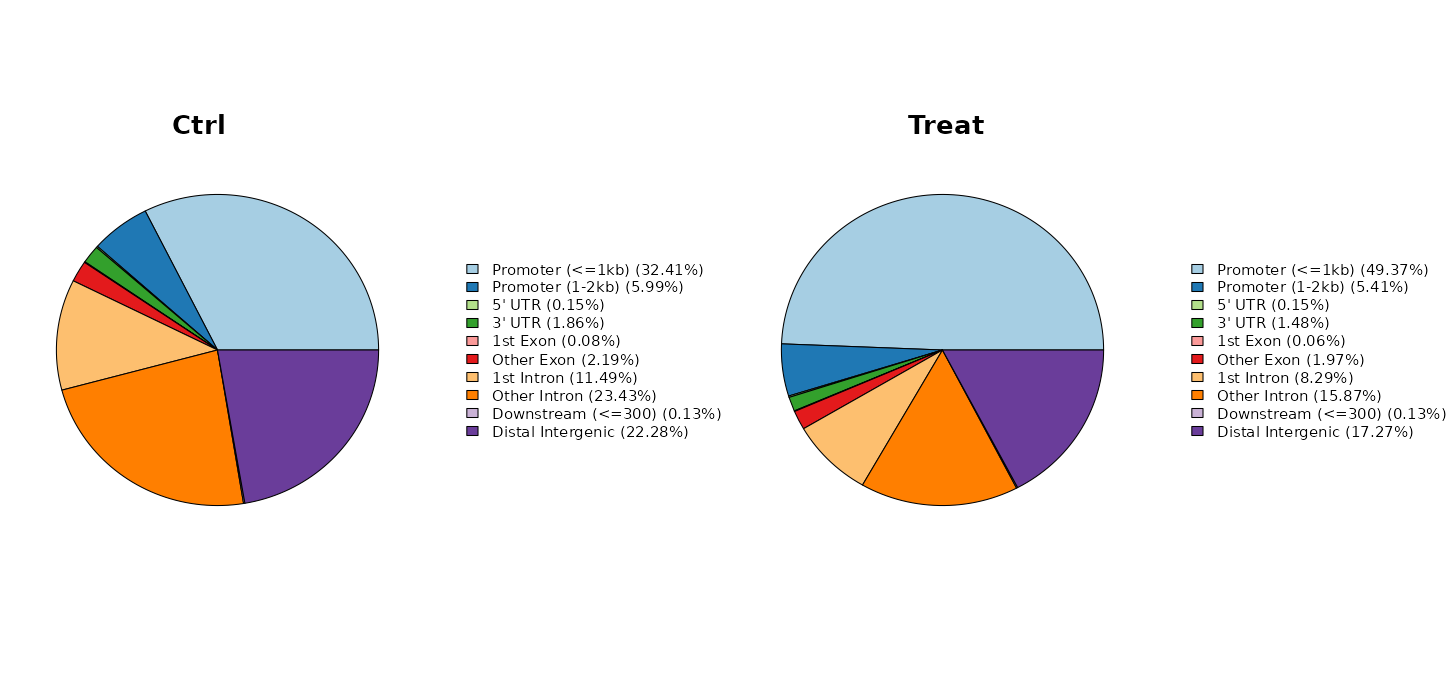 Ctrl
Promoter (<=1kb) (32.41%)
Promoter (1-2kb) (5.99%)
5' UTR (0.15%)
3' UTR (1.86%)
1st Exon (0.08%)
Other Exon (2.19%)
1st Intron (11.49%)
Other Intron (23.43%)
Downstream (<=300) (0.13%)
Distal Intergenic (22.28%)
Treat
Promoter (<=1kb) (49.37%)
Promoter (1-2kb) (5.41%)
5' UTR (0.15%)
3' UTR (1.48%)
1st Exon (0.06%)
Other Exon (1.97%)
1st Intron (8.29%)
Other Intron (15.87%)
Downstream (<=300) (0.13%)
Distal Intergenic (17.27%)